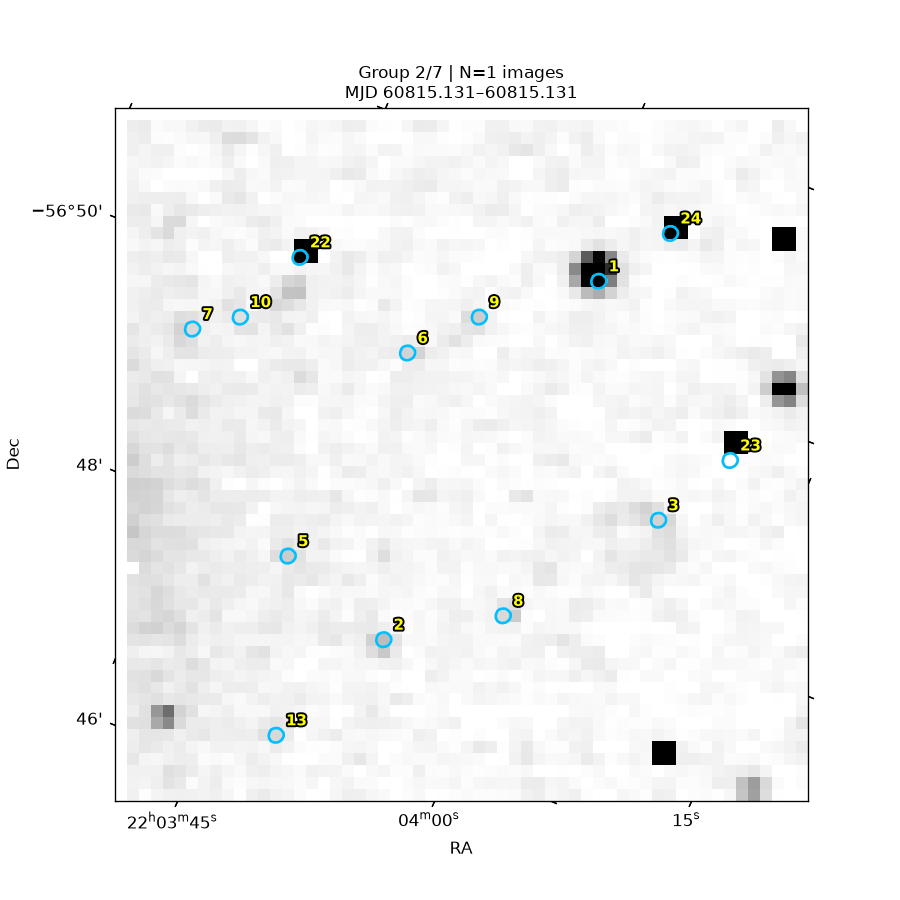 Group 2/7 | N=1 images
MJD 60815.131–60815.131
−56°50'
24
22
1
10
9
7
6
48'
23
3
5
8
2
46'
13
22ʰ03ᵐ45ˢ
04ᵐ00ˢ
15ˢ
Dec
RA